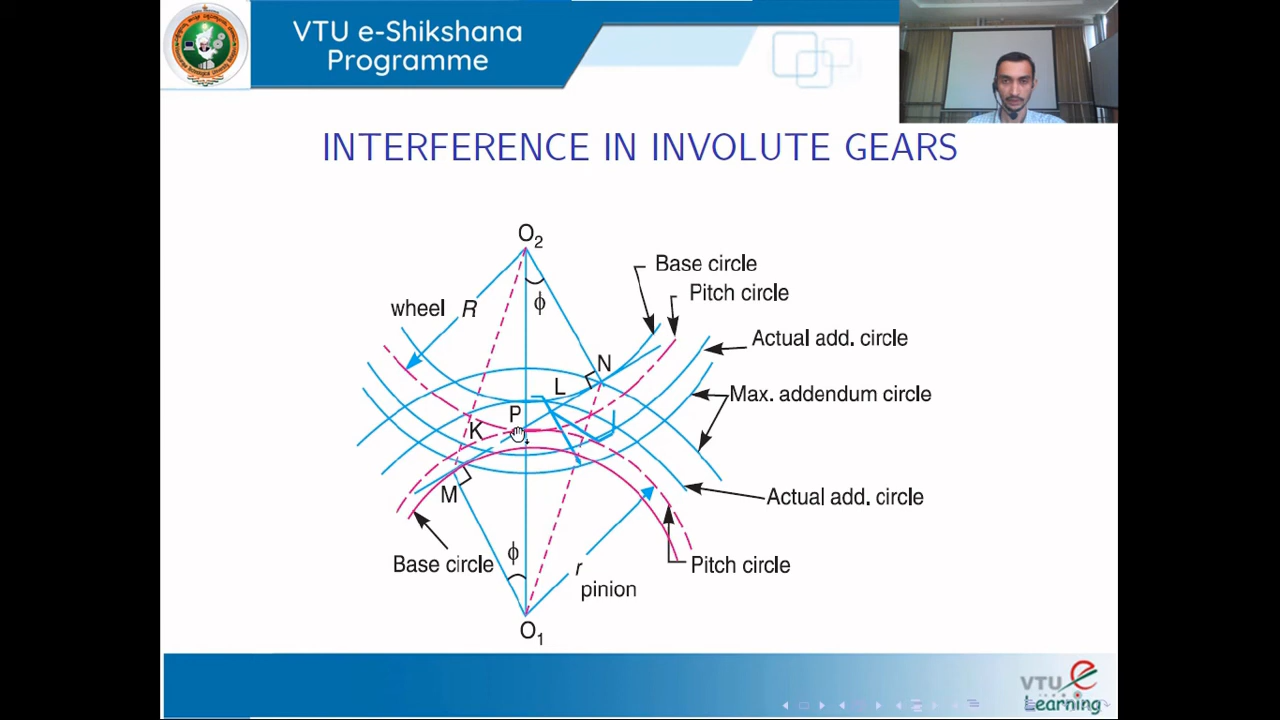 VTU e-Shikshana
Programme
INTERFERENCE IN INVOLUTE GEARS
O2
Base circle
Pitch circle
wheel R
ϕ
Actual add. circle
N
L
Max. addendum circle
P
K
M
Actual add. circle
ϕ
Base circle
r
Pitch circle
pinion
O1
VTU e
Learning